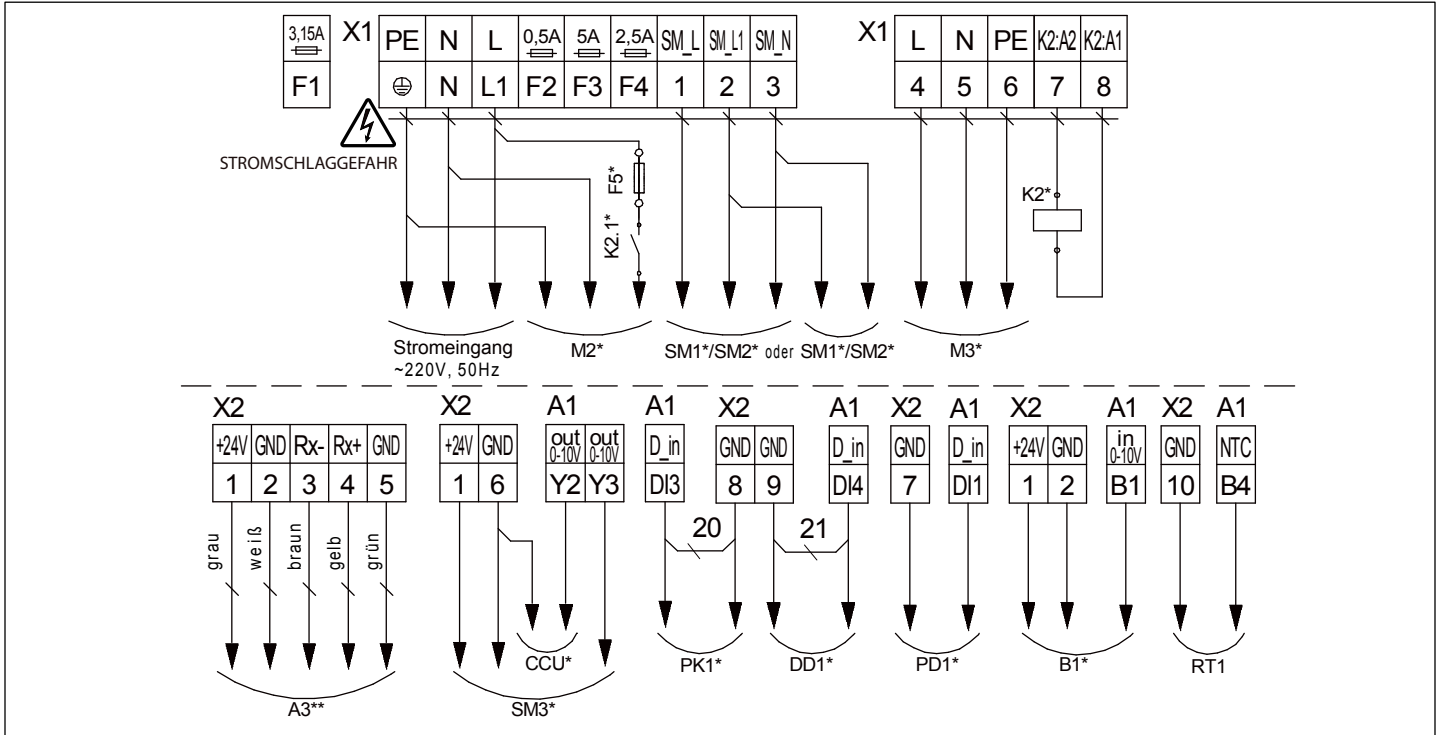 3,15A X1 PE N L 0,5A 5A 2,5A SM_L SM_L1 SM_N X1 L N PE K2:A2 K2:A1
F1 N L1 F2 F3 F4 1 2 3 4 5 6 7 8
STROMSCHLAGGEFAHR
F5*
K2.1*
K2*
Stromeingang M2* SM1*/SM2* oder SM1*/SM2* M3*
~220V, 50Hz
X2 X2 A1 A1 X2 A1 X2 A1 X2 A1 X2 A1
+24V GND Rx- Rx+ GND +24V GND out 0-10V out 0-10V D_in GND GND D_in GND D_in +24V GND in 0-10V GND NTC
1 2 3 4 5 1 6 Y2 Y3 DI3 8 9 DI4 7 DI1 1 2 B1 10 B4
20 21
grau weiß braun gelb grün
CCU* PK1* DD1* PD1* B1* RT1
A3** SM3*